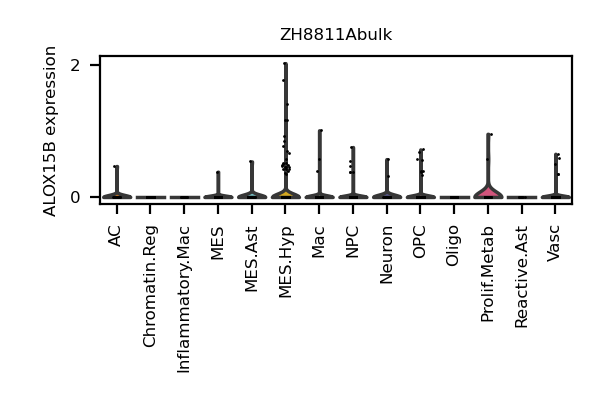 ZH8811Abulk
ALOX15B expression
2
0
AC
Chromatin.Reg
Inflammatory.Mac
MES
MES.Ast
MES.Hyp
Mac
NPC
Neuron
OPC
Oligo
Prolif.Metab
Reactive.Ast
Vasc